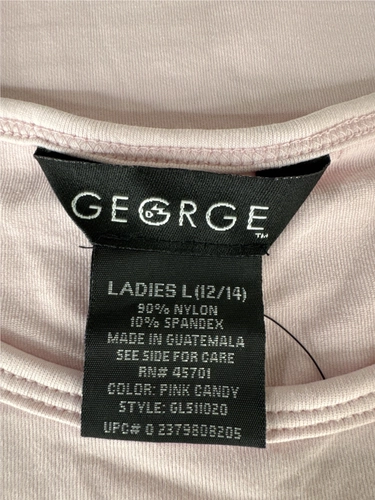 GEORGE
TM
LADIES L (12/14)
90% NYLON
10% SPANDEX
MADE IN GUATEMALA
SEE SIDE FOR CARE
RN# 45701
COLOR: PINK CANDY
STYLE: GL511020
UPC# 0 2379808205